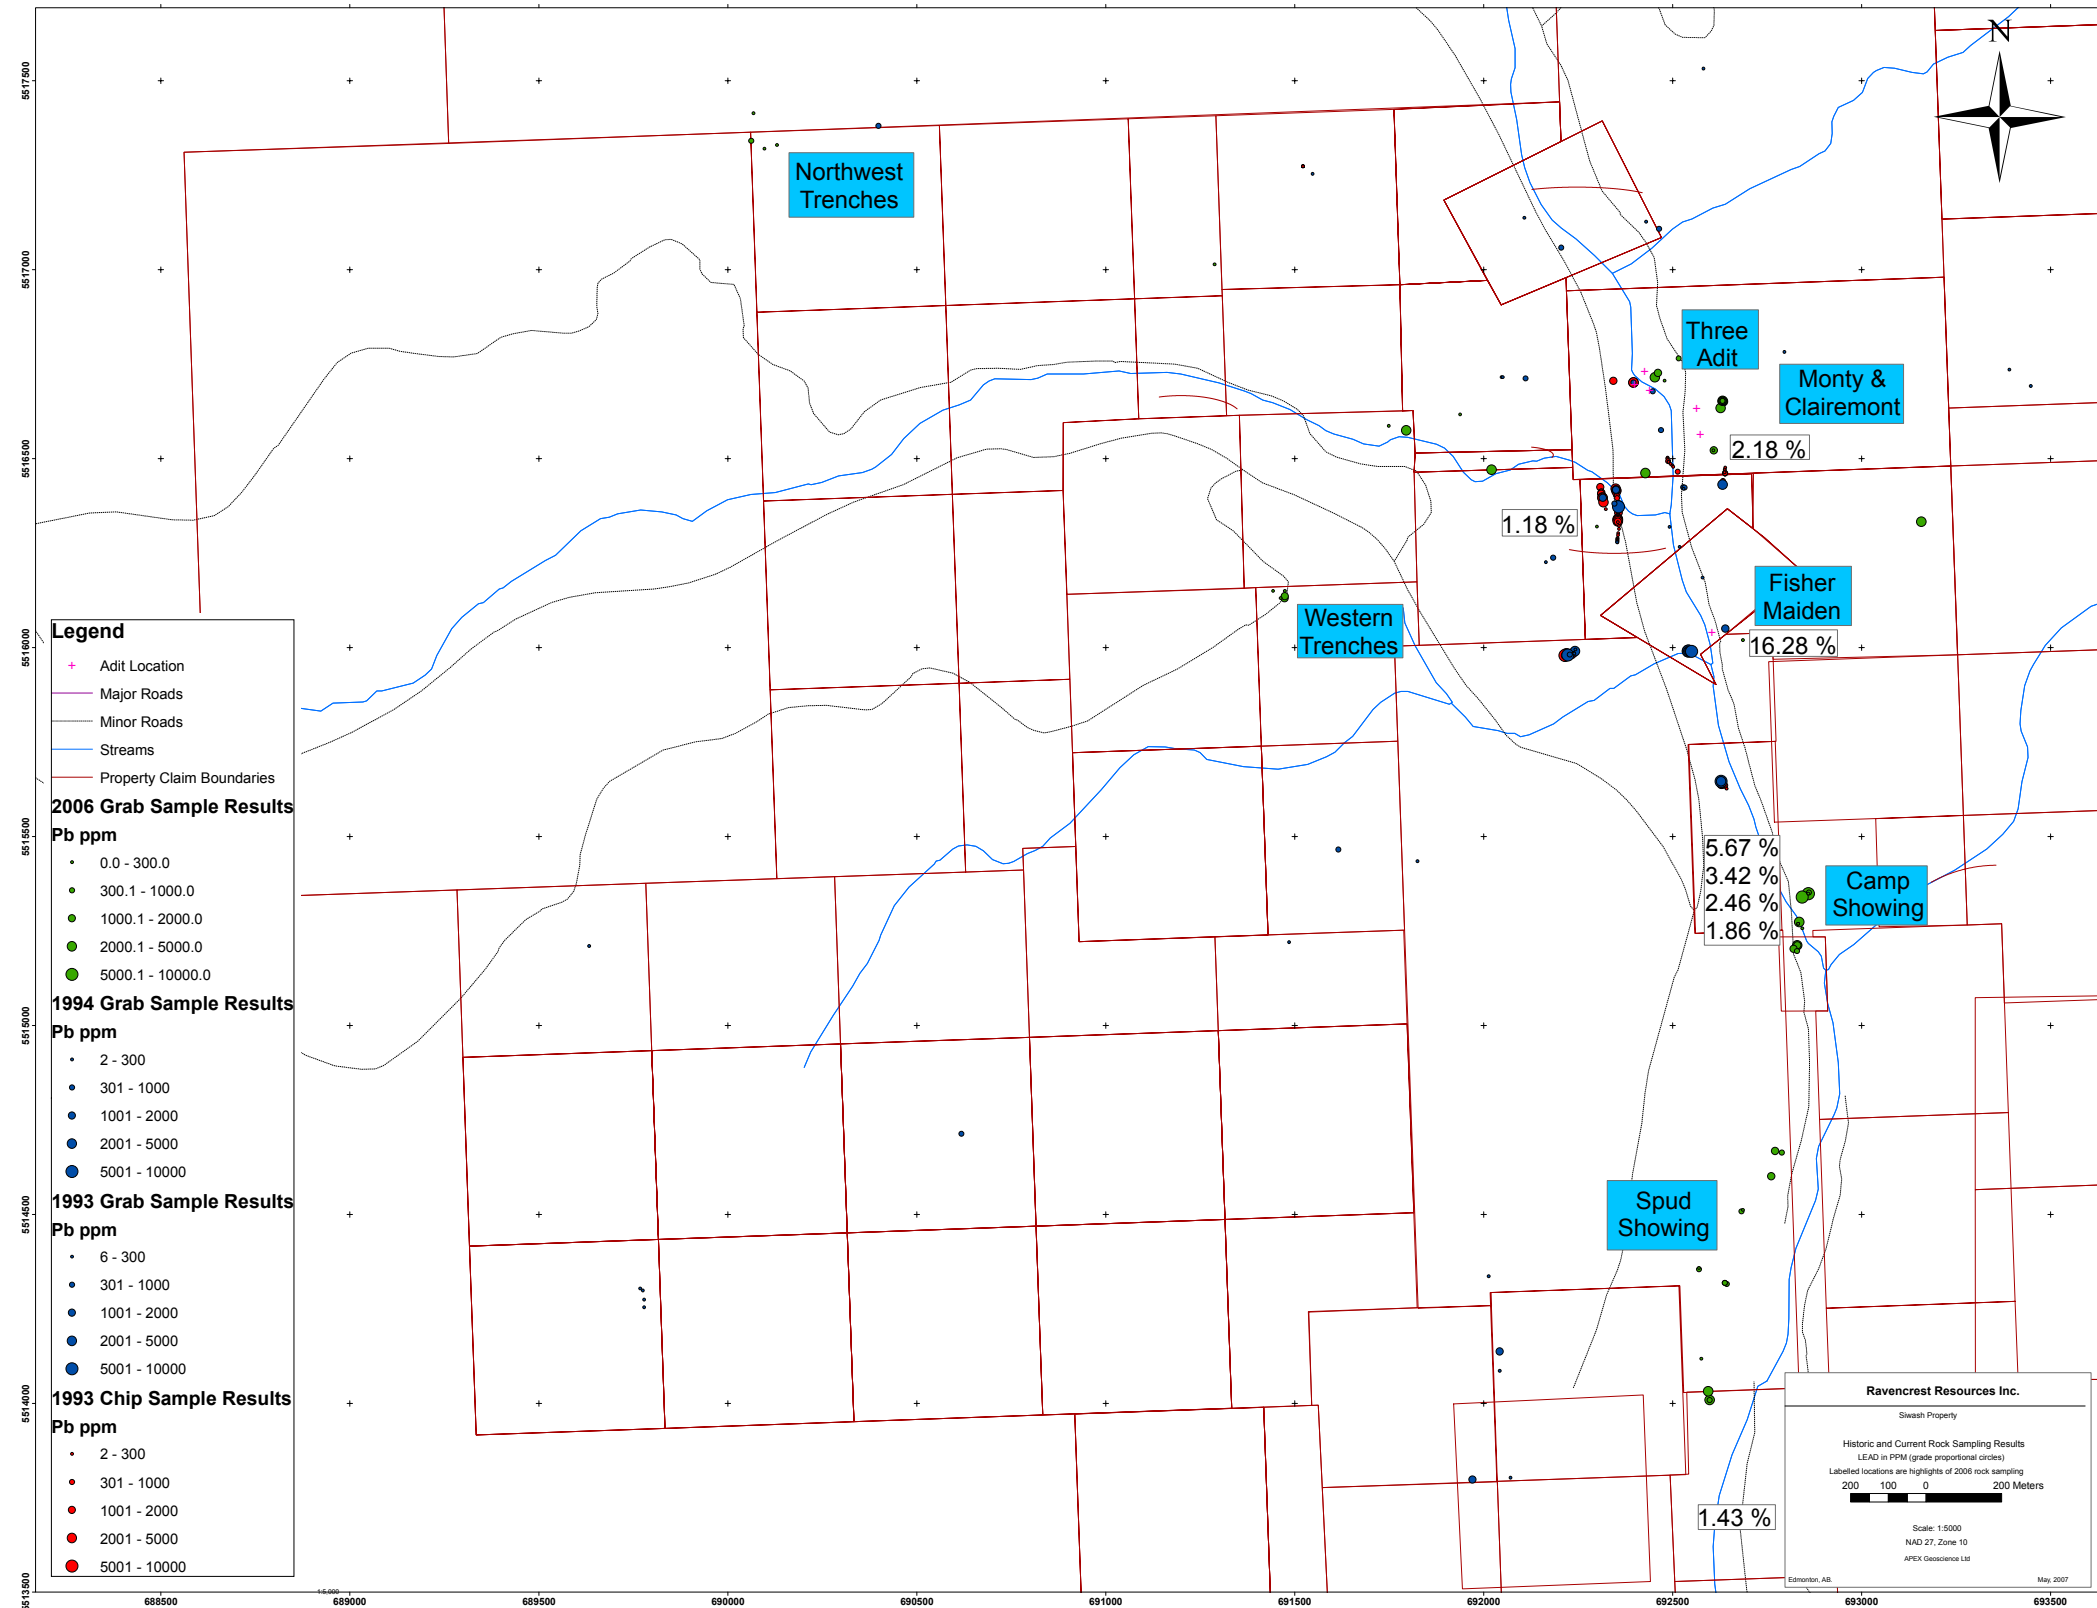 N
Northwest
Trenches
Three
Adit
Monty &
Clairemont
2.18 %
1.18 %
Fisher
Maiden
16.28 %
Western
Trenches
5.67 %
3.42 %
2.46 %
1.86 %
Camp
Showing
Spud
Showing
1.43 %
Legend
Adit Location
Major Roads
Minor Roads
Streams
Property Claim Boundaries
2006 Grab Sample Results
Pb ppm
0.0 - 300.0
300.1 - 1000.0
1000.1 - 2000.0
2000.1 - 5000.0
5000.1 - 10000.0
1994 Grab Sample Results
Pb ppm
2 - 300
301 - 1000
1001 - 2000
2001 - 5000
5001 - 10000
1993 Grab Sample Results
Pb ppm
6 - 300
301 - 1000
1001 - 2000
2001 - 5000
5001 - 10000
1993 Chip Sample Results
Pb ppm
2 - 300
301 - 1000
1001 - 2000
2001 - 5000
5001 - 10000
Ravencrest Resources Inc.
Siwash Property
Historic and Current Rock Sampling Results
LEAD in PPM (grade proportional circles)
Labelled locations are highlights of 2006 rock sampling
200 100 0 200 Meters
Scale: 1:5000
NAD 27, Zone 10
APEX Geoscience Ltd
Edmonton, AB. May, 2007
5517500
5517000
5516500
5516000
5515500
5515000
5514500
5514000
5513500
1:5,000
688500 689000 689500 690000 690500 691000 691500 692000 692500 693000 693500